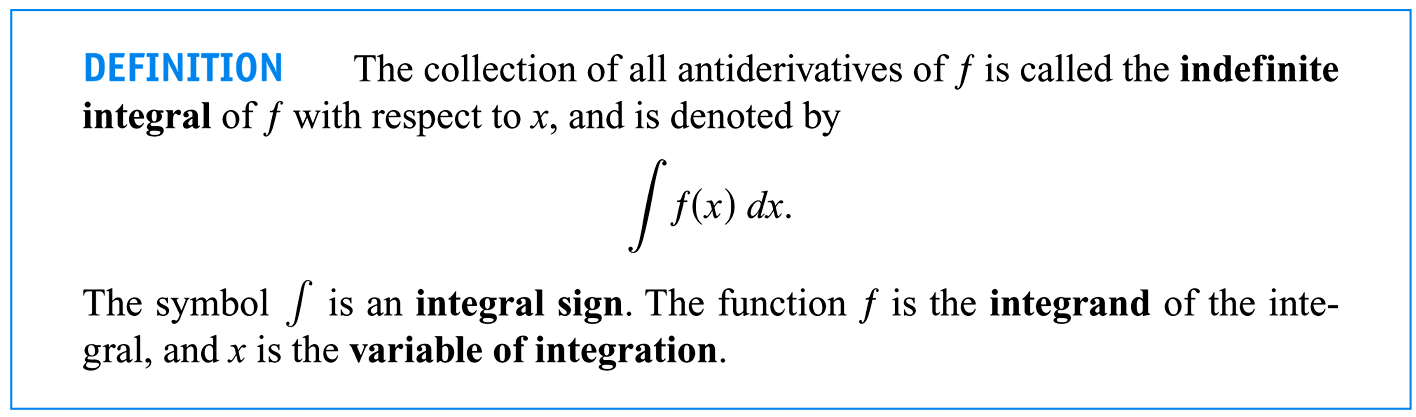 DEFINITION The collection of all antiderivatives of f is called the indefinite
integral of f with respect to x, and is denoted by
∫ f(x) dx.
The symbol ∫ is an integral sign. The function f is the integrand of the inte-
gral, and x is the variable of integration.